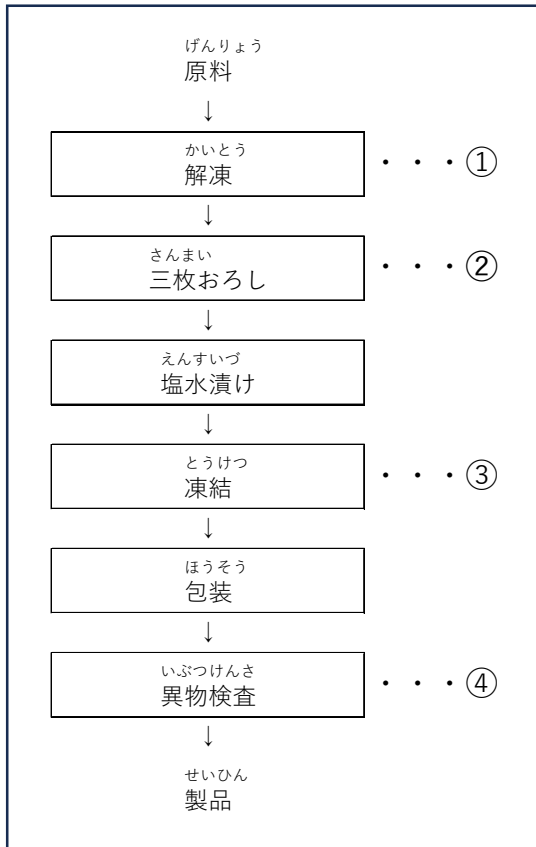 げんりょう
原料
↓
かいとう
解凍
・・・①
↓
さんまい
三枚おろし
・・・②
↓
えんすいづ
塩水漬け
↓
とうけつ
凍結
・・・③
↓
ほうそう
包装
↓
いぶつけんさ
異物検査
・・・④
↓
せいひん
製品